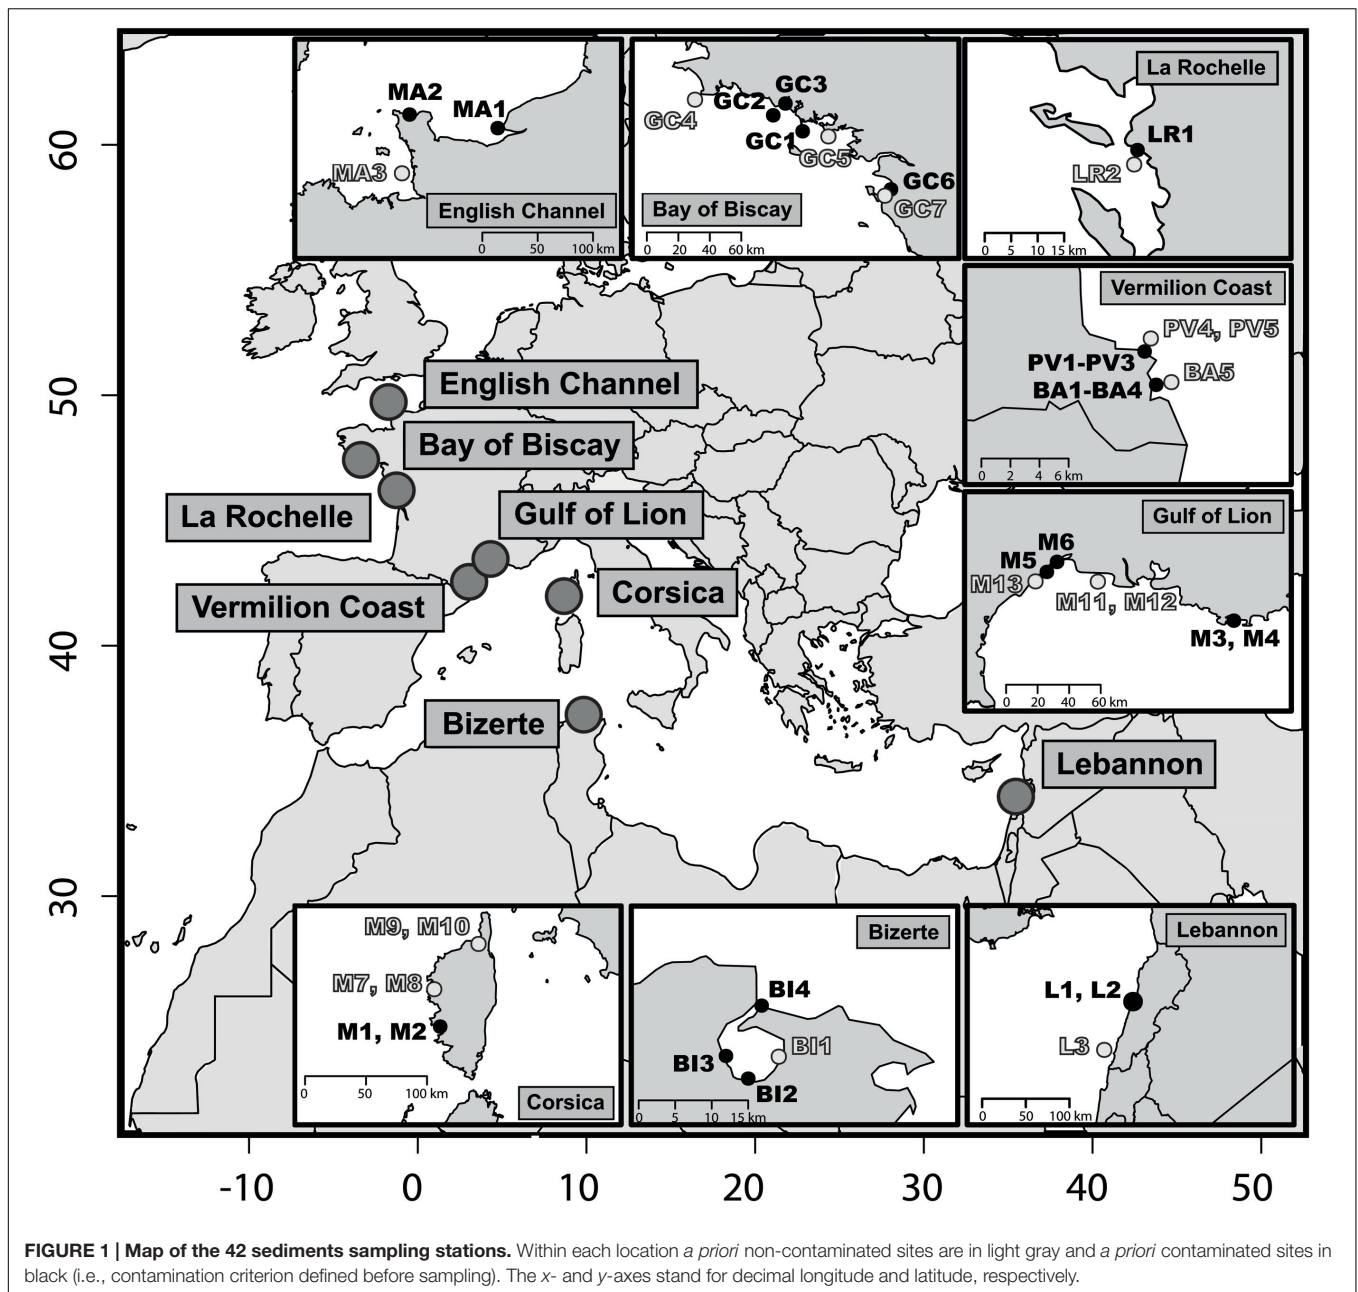 MA2
MA1
MA3
English Channel
0 50 100 km
GC3
GC2
GC4
GC1
GC5
GC6
GC7
Bay of Biscay
0 20 40 60 km
La Rochelle
LR1
LR2
0 5 10 15 km
Vermilion Coast
PV4, PV5
PV1-PV3
BA5
BA1-BA4
0 2 4 6 km
Gulf of Lion
M6
M5
M13
M11, M12
M3, M4
0 20 40 60 km
English Channel
Bay of Biscay
La Rochelle
Gulf of Lion
Vermilion Coast
Corsica
Bizerte
Lebannon
M9, M10
M7, M8
M1, M2
0 50 100 km
Corsica
Bizerte
BI4
BI1
BI3
BI2
0 5 10 15 km
Lebannon
L1, L2
L3
0 50 100 km
60
50
40
30
-10 0 10 20 30 40 50
FIGURE 1 | Map of the 42 sediments sampling stations. Within each location a priori non-contaminated sites are in light gray and a priori contaminated sites in
black (i.e., contamination criterion defined before sampling). The x- and y-axes stand for decimal longitude and latitude, respectively.